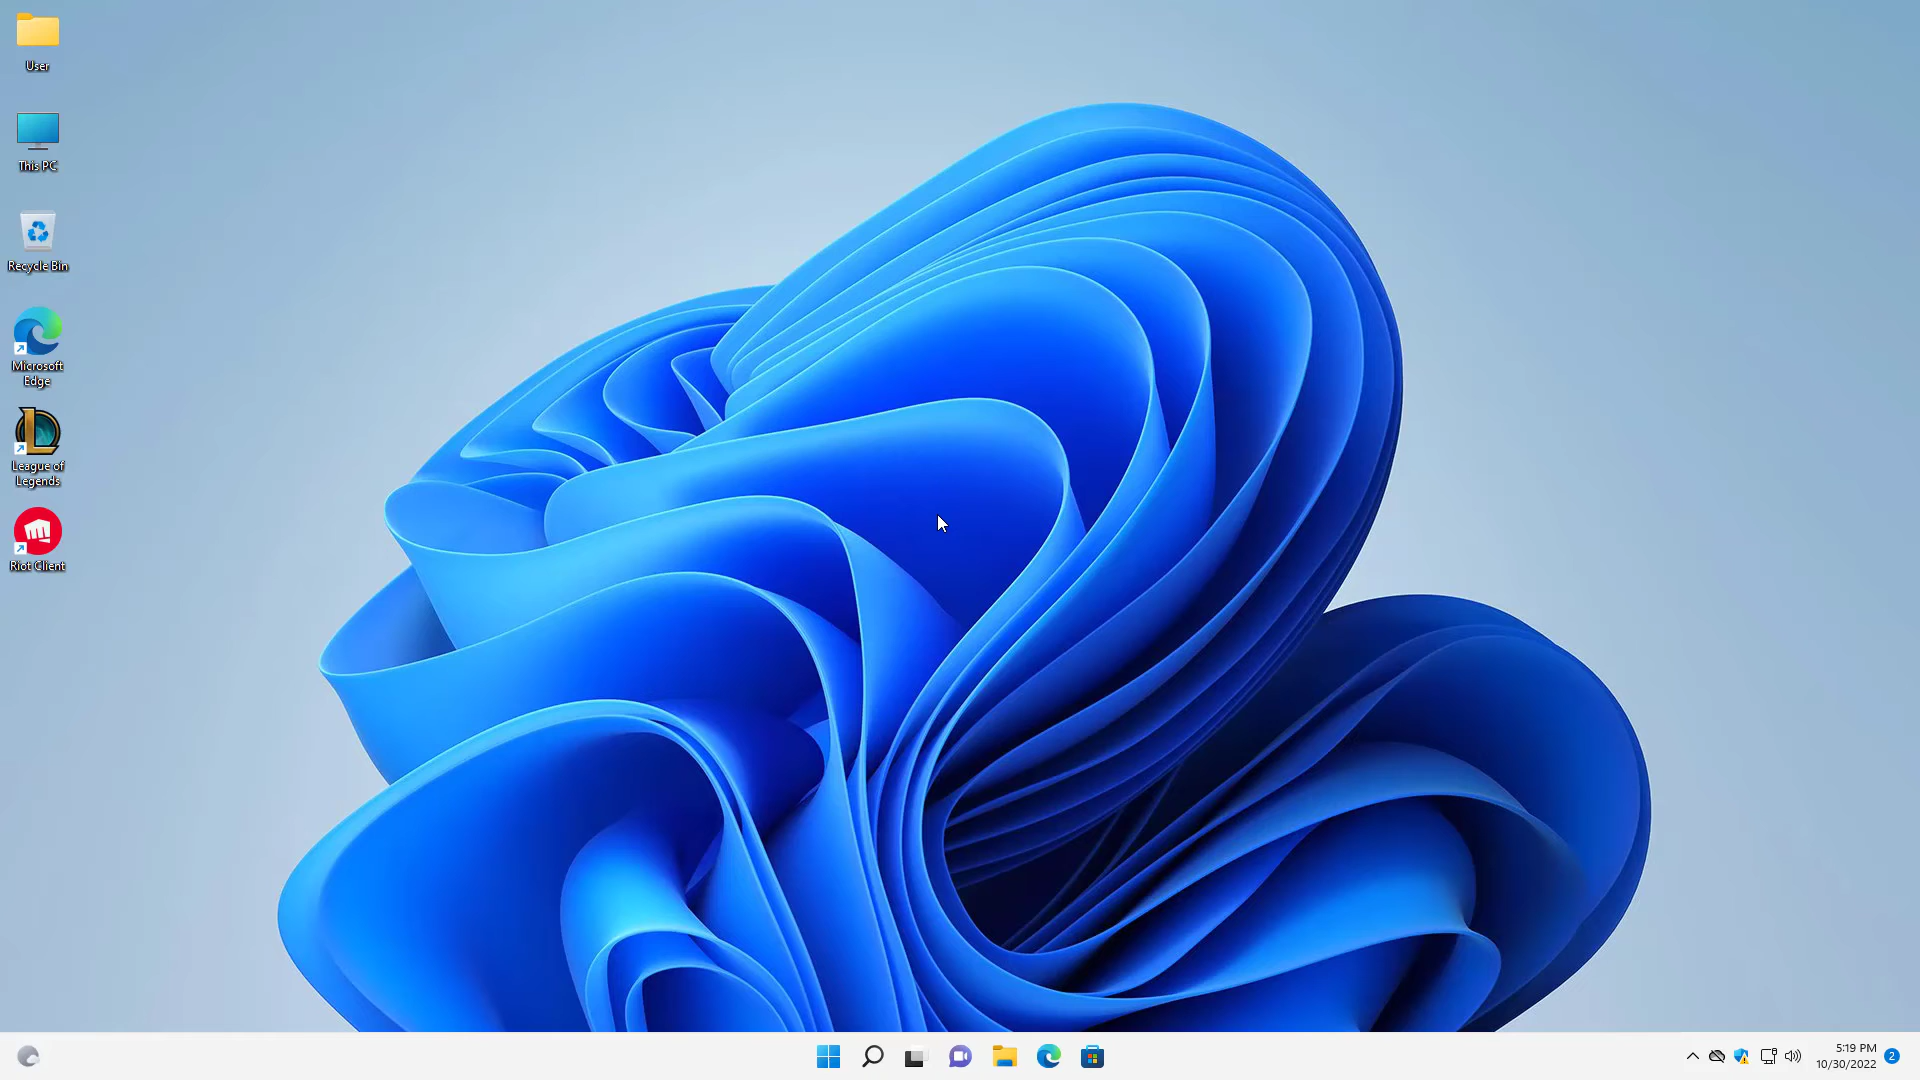 User
This PC
Recycle Bin
Microsoft
Edge
League of
Legends
Riot Client
5:19 PM
10/30/2022
2